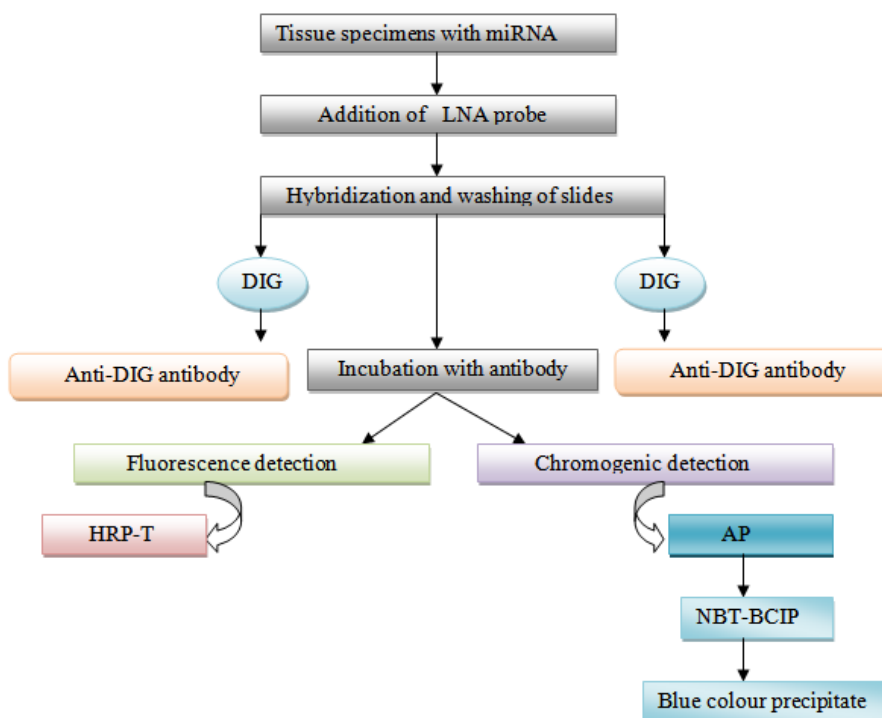 Tissue specimens with miRNA
Addition of LNA probe
Hybridization and washing of slides
DIG
DIG
Anti-DIG antibody
Incubation with antibody
Anti-DIG antibody
Fluorescence detection
Chromogenic detection
HRP-T
AP
NBT-BCIP
Blue colour precipitate